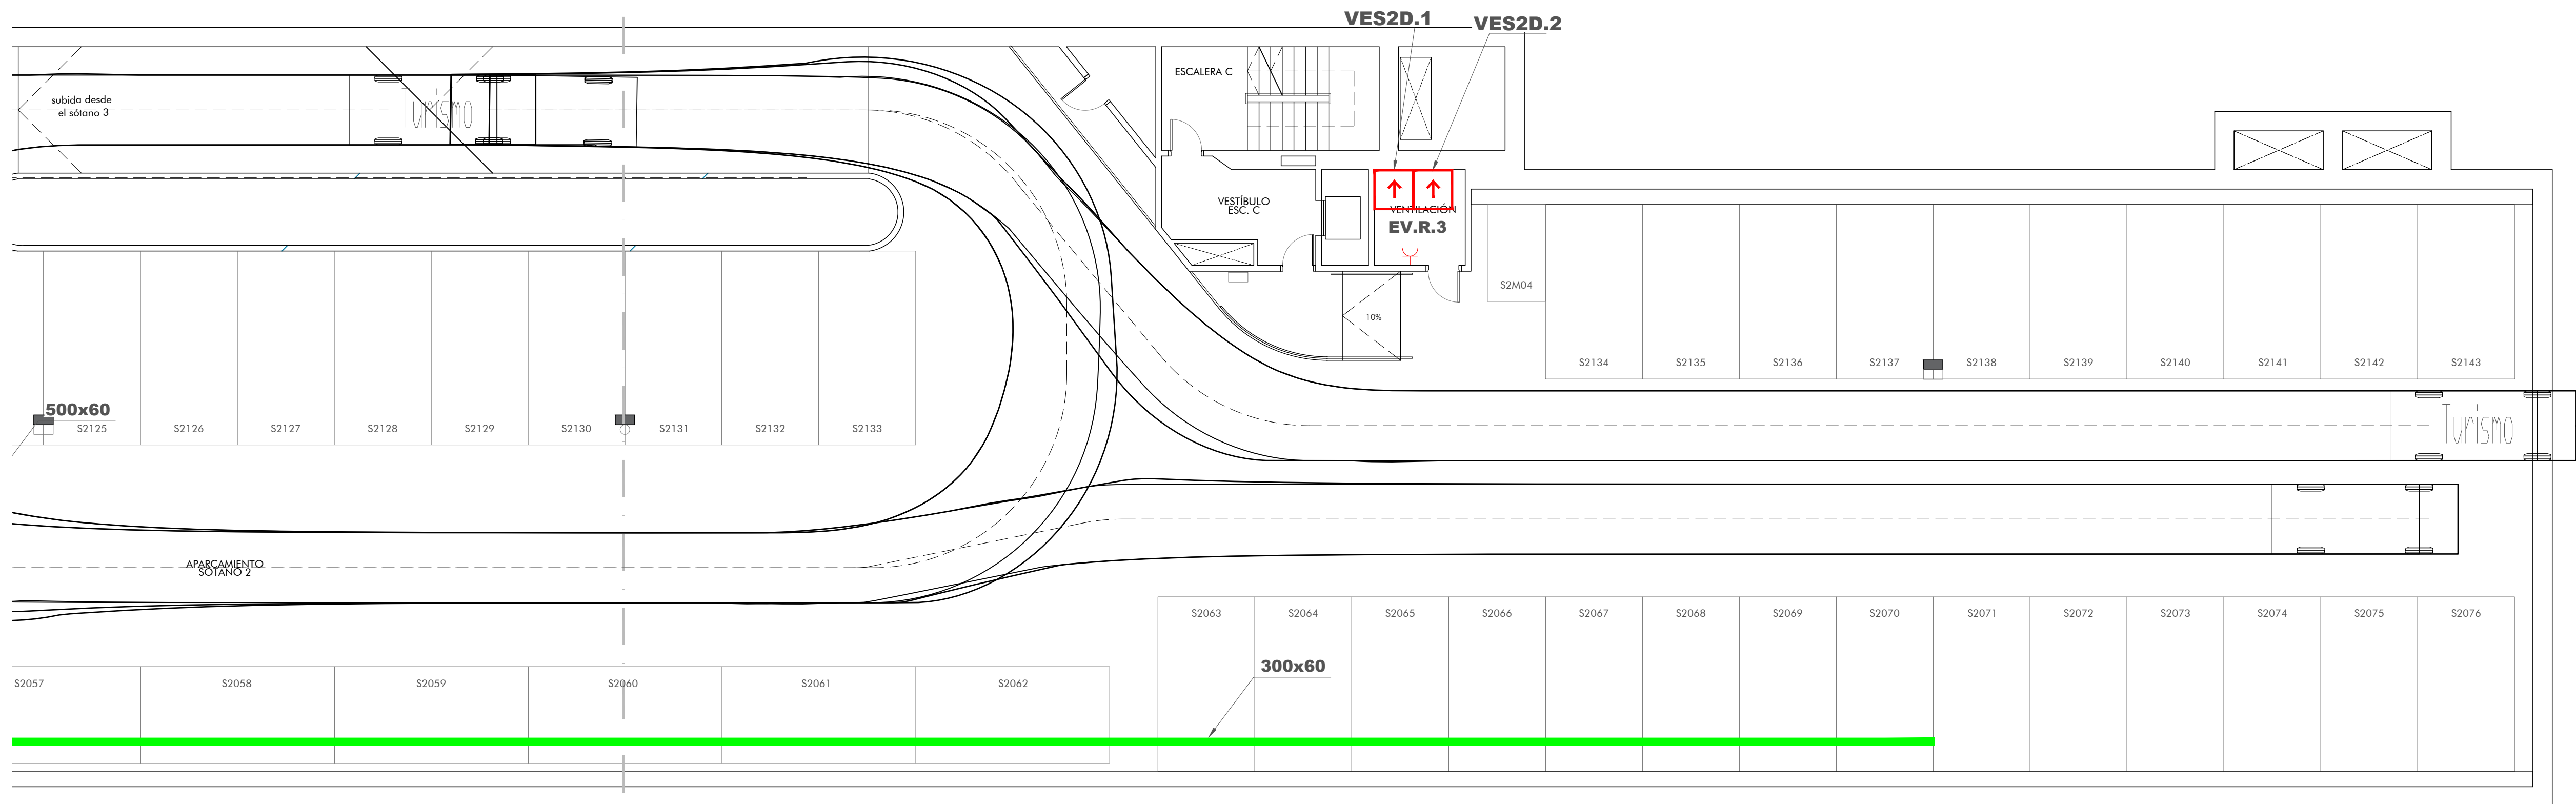 VES2D.1
VES2D.2
ESCALERA C
subida desde
el sótano 3
Turismo
VESTÍBULO
ESC. C
VENTILACIÓN
EV.R.3
S2M04
10%
S2134
S2135
S2136
S2137
S2138
S2139
S2140
S2141
S2142
S2143
500x60
S2125
S2126
S2127
S2128
S2129
S2130
S2131
S2132
S2133
Turismo
APARCAMIENTO
SÓTANO 2
S2063
S2064
S2065
S2066
S2067
S2068
S2069
S2070
S2071
S2072
S2073
S2074
S2075
S2076
300x60
S2057
S2058
S2059
S2060
S2061
S2062